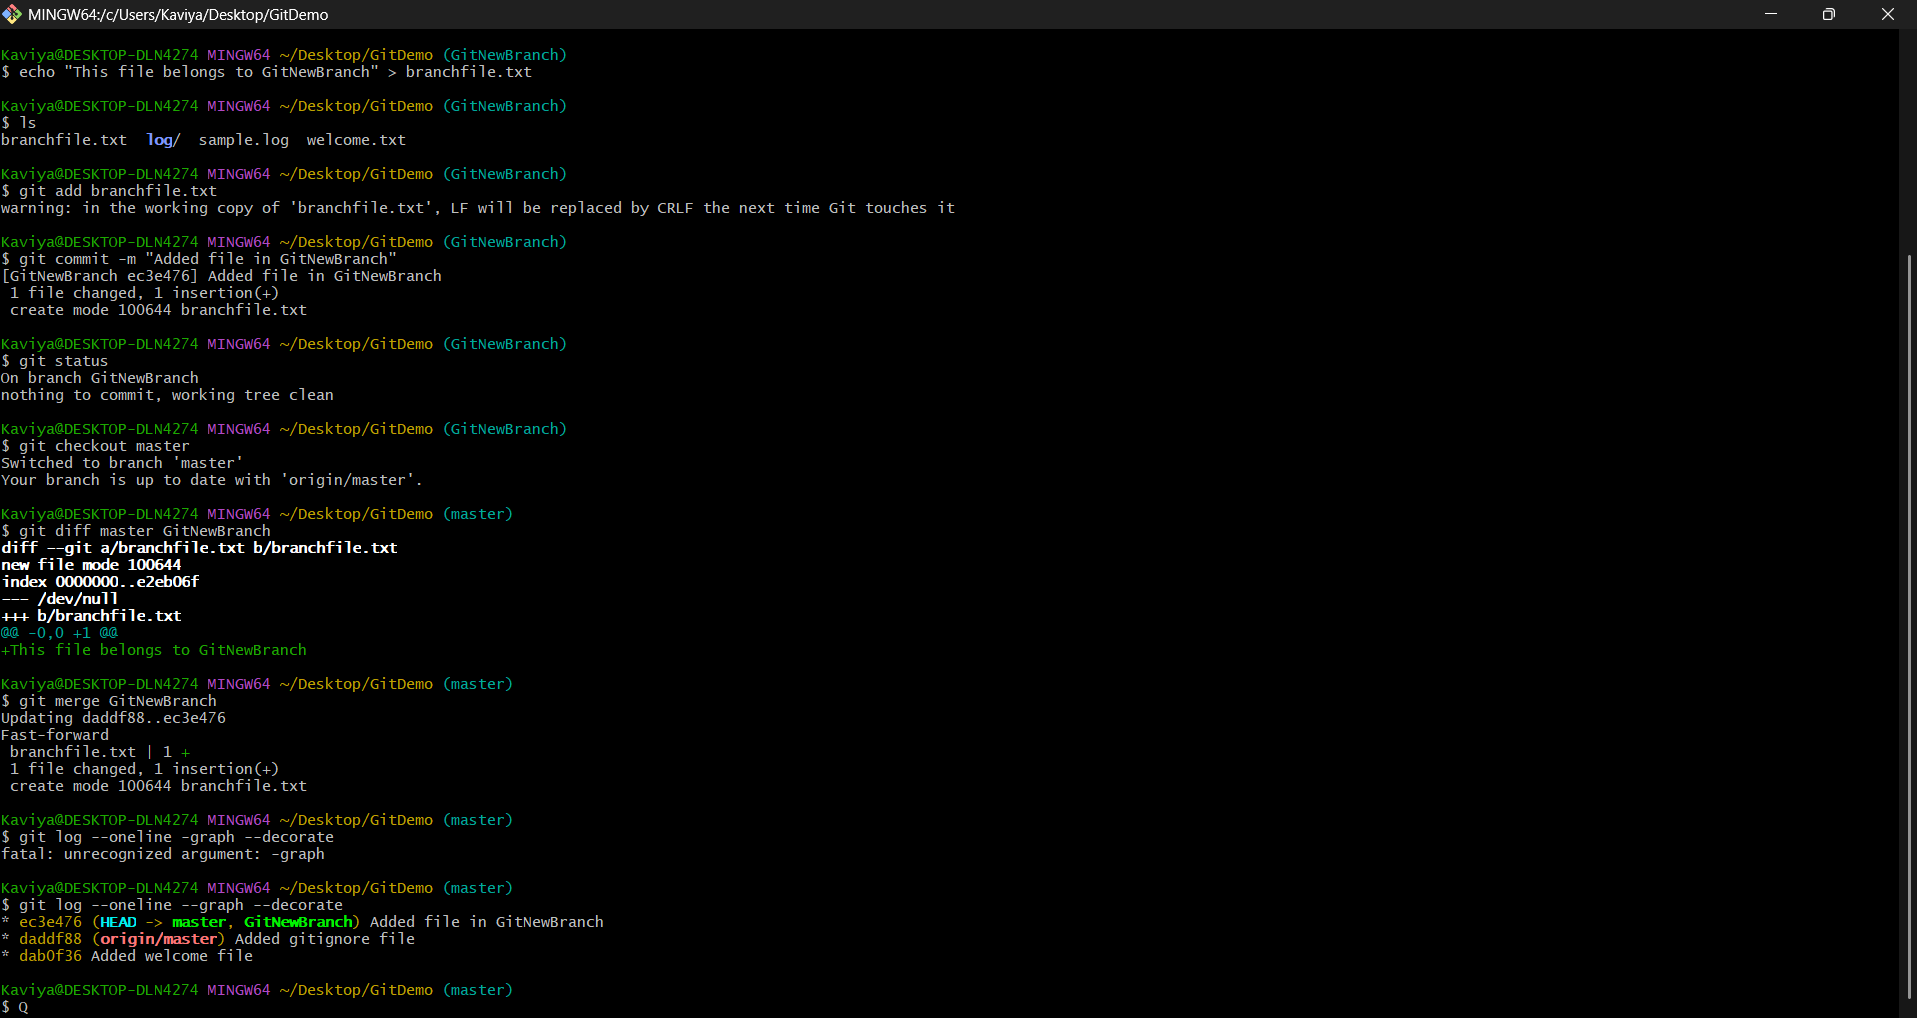 MINGW64:/c/Users/Kaviya/Desktop/GitDemo
Kaviya@DESKTOP-DLN4274 MINGW64 ~/Desktop/GitDemo (GitNewBranch)
$ echo "This file belongs to GitNewBranch" > branchfile.txt
Kaviya@DESKTOP-DLN4274 MINGW64 ~/Desktop/GitDemo (GitNewBranch)
$ ls
branchfile.txt  log/  sample.log  welcome.txt
Kaviya@DESKTOP-DLN4274 MINGW64 ~/Desktop/GitDemo (GitNewBranch)
$ git add branchfile.txt
warning: in the working copy of 'branchfile.txt', LF will be replaced by CRLF the next time Git touches it
Kaviya@DESKTOP-DLN4274 MINGW64 ~/Desktop/GitDemo (GitNewBranch)
$ git commit -m "Added file in GitNewBranch"
[GitNewBranch ec3e476] Added file in GitNewBranch
 1 file changed, 1 insertion(+)
 create mode 100644 branchfile.txt
Kaviya@DESKTOP-DLN4274 MINGW64 ~/Desktop/GitDemo (GitNewBranch)
$ git status
On branch GitNewBranch
nothing to commit, working tree clean
Kaviya@DESKTOP-DLN4274 MINGW64 ~/Desktop/GitDemo (GitNewBranch)
$ git checkout master
Switched to branch 'master'
Your branch is up to date with 'origin/master'.
Kaviya@DESKTOP-DLN4274 MINGW64 ~/Desktop/GitDemo (master)
$ git diff master GitNewBranch
diff --git a/branchfile.txt b/branchfile.txt
new file mode 100644
index 0000000..e2eb06f
--- /dev/null
+++ b/branchfile.txt
@@ -0,0 +1 @@
+This file belongs to GitNewBranch
Kaviya@DESKTOP-DLN4274 MINGW64 ~/Desktop/GitDemo (master)
$ git merge GitNewBranch
Updating daddf88..ec3e476
Fast-forward
 branchfile.txt | 1 +
 1 file changed, 1 insertion(+)
 create mode 100644 branchfile.txt
Kaviya@DESKTOP-DLN4274 MINGW64 ~/Desktop/GitDemo (master)
$ git log --oneline -graph --decorate
fatal: unrecognized argument: -graph
Kaviya@DESKTOP-DLN4274 MINGW64 ~/Desktop/GitDemo (master)
$ git log --oneline --graph --decorate
* ec3e476 (HEAD -> master, GitNewBranch) Added file in GitNewBranch
* daddf88 (origin/master) Added gitignore file
* dab0f36 Added welcome file
Kaviya@DESKTOP-DLN4274 MINGW64 ~/Desktop/GitDemo (master)
$ Q